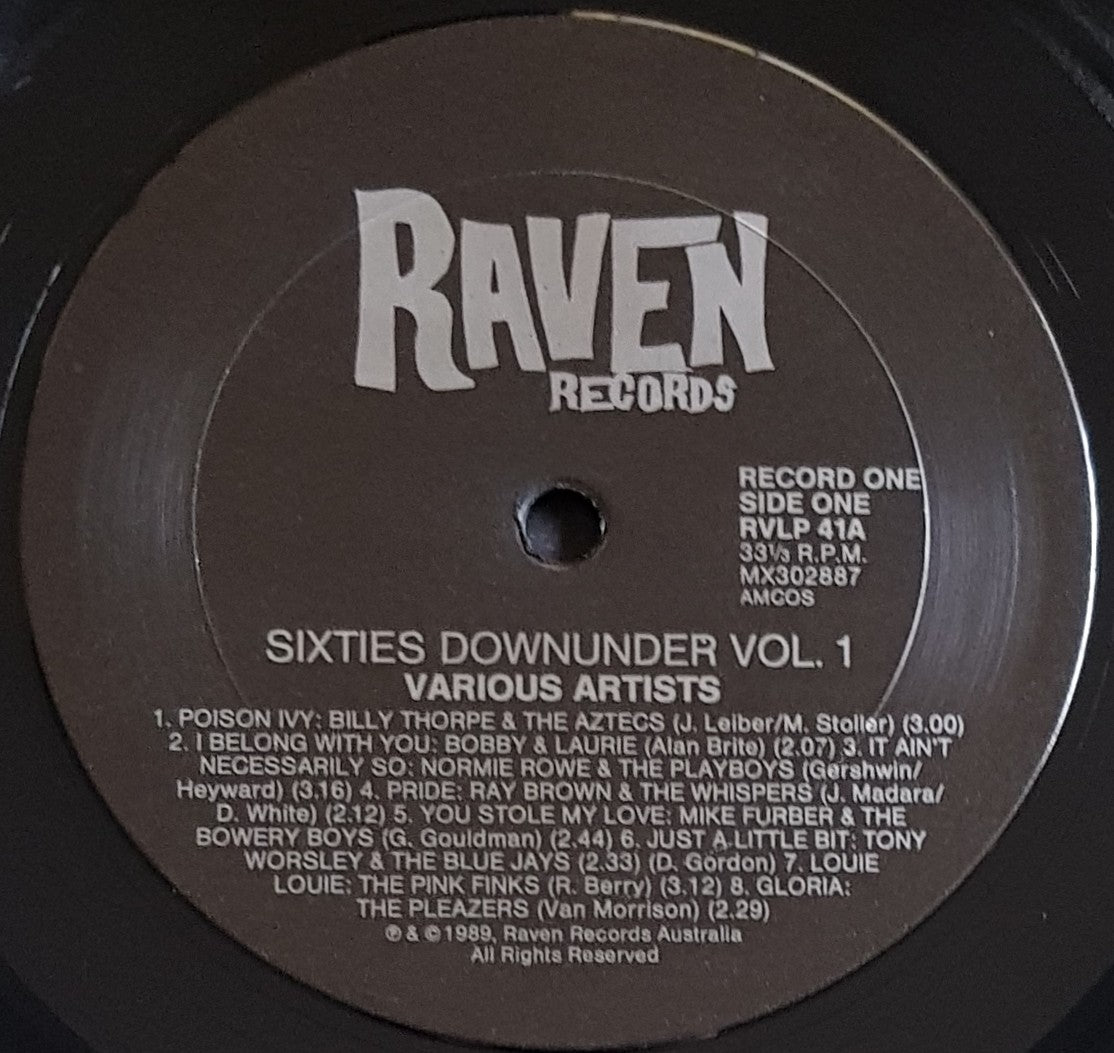 RAVEN
RECORDS
RECORD ONE
SIDE ONE
RVLP 41A
33⅓ R.P.M.
MX302887
AMCOS
SIXTIES DOWNUNDER VOL. 1
VARIOUS ARTISTS
1. POISON IVY: BILLY THORPE & THE AZTECS (J. Leiber/M. Stoller) (3.00)
2. I BELONG WITH YOU: BOBBY & LAURIE (Alan Brite) (2.07) 3. IT AIN'T
NECESSARILY SO: NORMIE ROWE & THE PLAYBOYS (Gershwin/
Heyward) (3.16) 4. PRIDE: RAY BROWN & THE WHISPERS (J. Madara/
D. White) (2.12) 5. YOU STOLE MY LOVE: MIKE FURBER & THE
BOWERY BOYS (G. Gouldman) (2.44) 6. JUST A LITTLE BIT: TONY
WORSLEY & THE BLUE JAYS (2.33) (D. Gordon) 7. LOUIE
LOUIE: THE PINK FINKS (R. Berry) (3.12) 8. GLORIA:
THE PLEAZERS (Van Morrison) (2.29)
℗ & © 1989, Raven Records Australia
All Rights Reserved